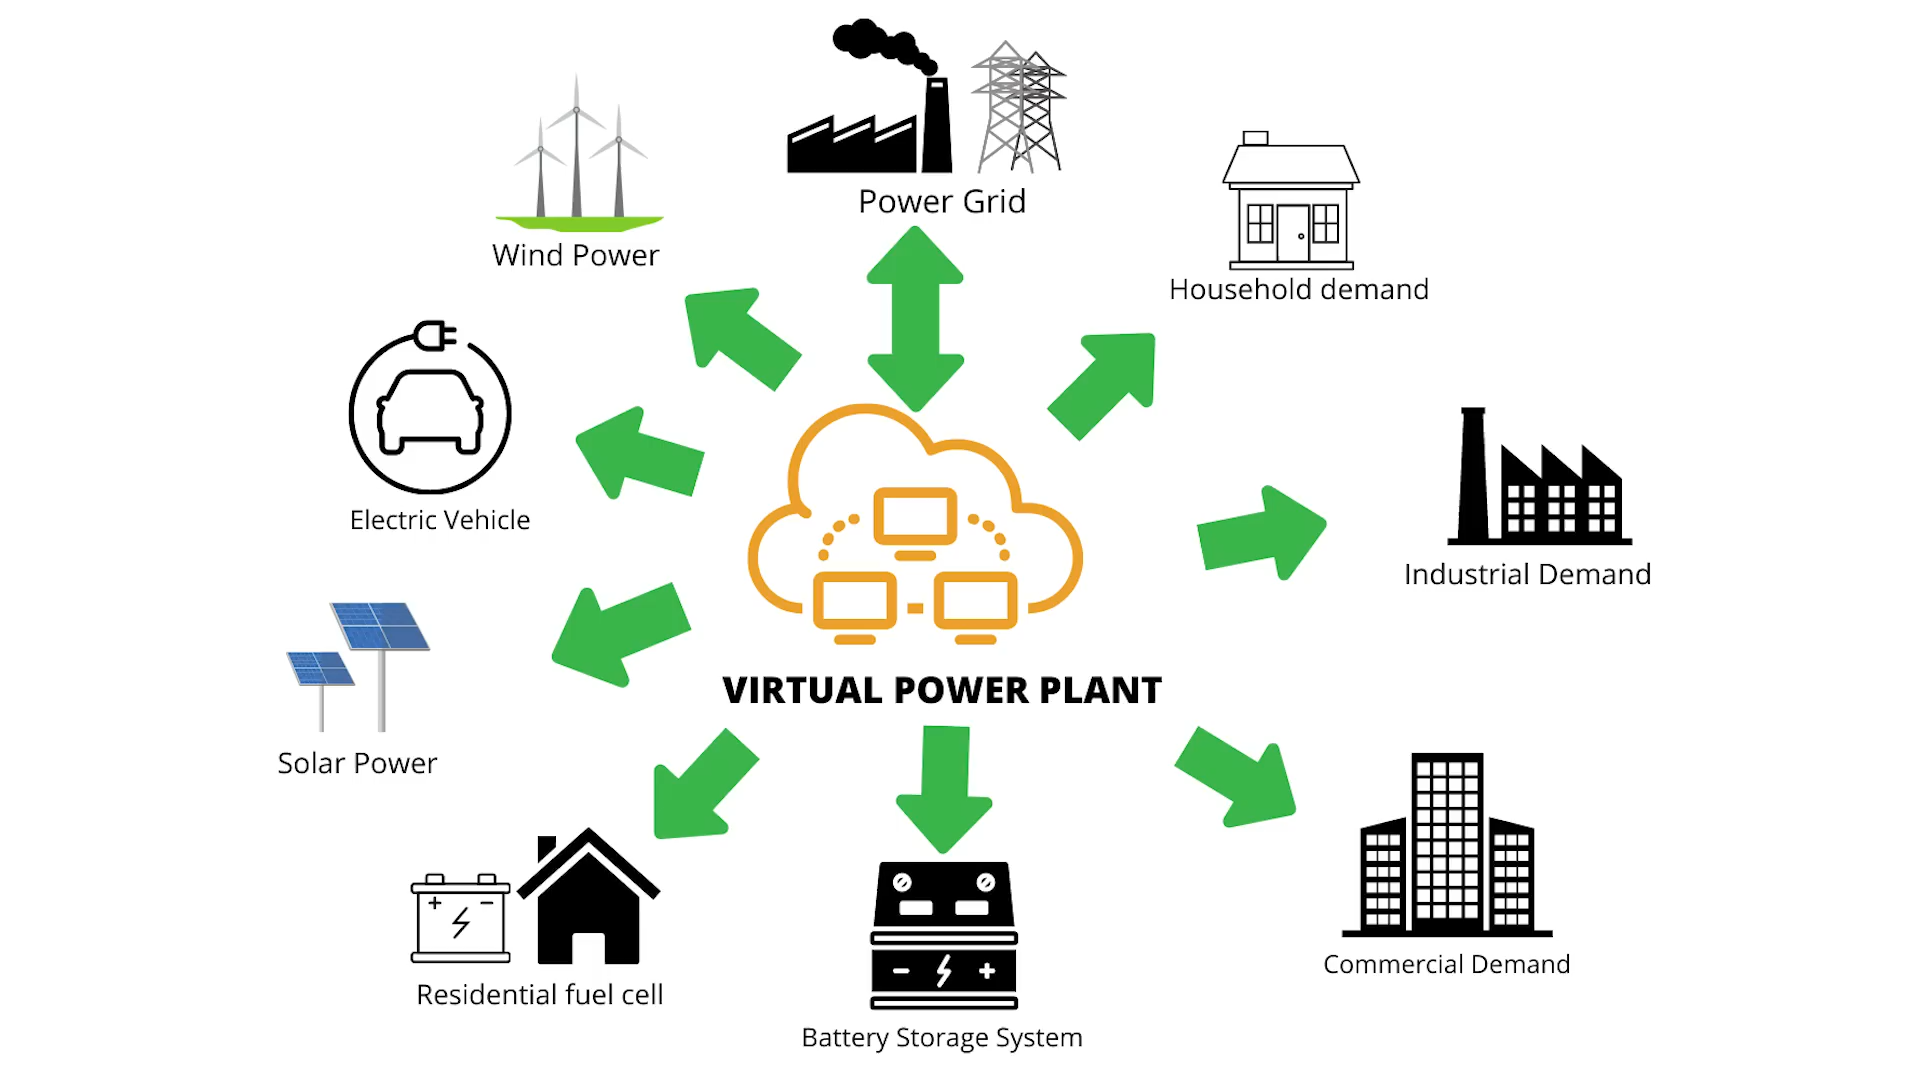 Power Grid
Wind Power
Household demand
Electric Vehicle
Industrial Demand
VIRTUAL POWER PLANT
Solar Power
Commercial Demand
Residential fuel cell
Battery Storage System